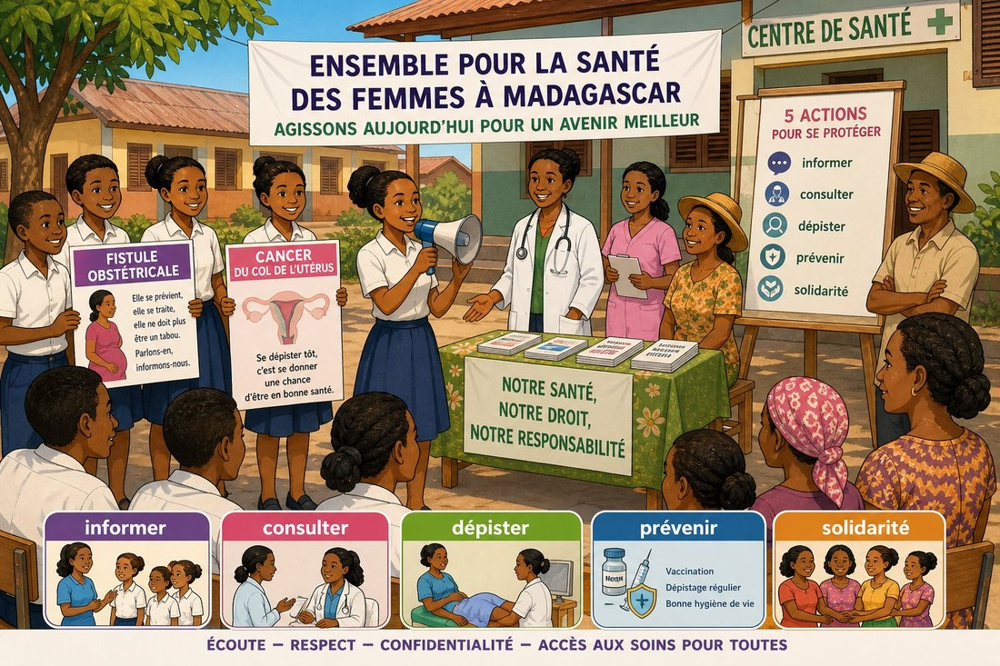 ENSEMBLE POUR LA SANTÉ
DES FEMMES À MADAGASCAR
AGISSONS AUJOURD'HUI POUR UN AVENIR MEILLEUR
CENTRE DE SANTÉ
5 ACTIONS
POUR SE PROTÉGER
informer
consulter
dépister
prévenir
solidarité
FISTULE
OBSTÉTRICALE
Elle se prévient,
elle se traite,
elle ne doit plus
être un tabou.
Parlons-en,
informons-nous.
CANCER
DU COL DE L'UTÉRUS
Se dépister tôt,
c'est se donner
une chance
d'être en bonne santé.
NOTRE SANTÉ,
NOTRE DROIT,
NOTRE RESPONSABILITÉ
informer
consulter
dépister
prévenir
Vaccination
Dépistage régulier
Bonne hygiène de vie
solidarité
ÉCOUTE – RESPECT – CONFIDENTIALITÉ – ACCÈS AUX SOINS POUR TOUTES